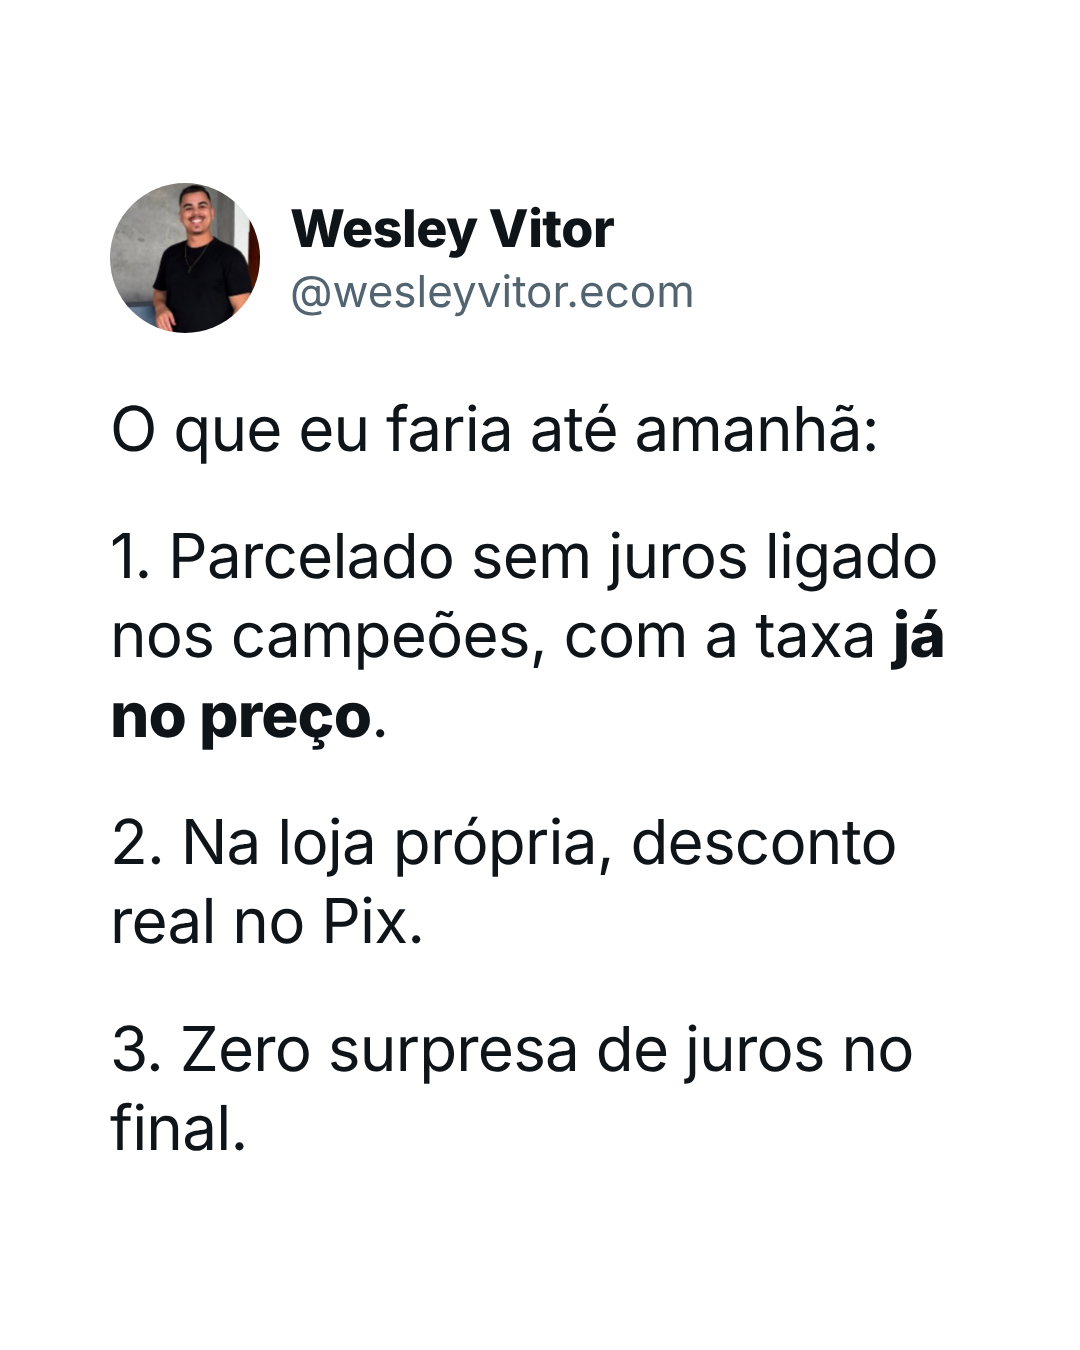 Wesley Vitor
@wesleyvitor.ecom
O que eu faria até amanhã:
1. Parcelado sem juros ligado
nos campeões, com a taxa já
no preço.
2. Na loja própria, desconto
real no Pix.
3. Zero surpresa de juros no
final.